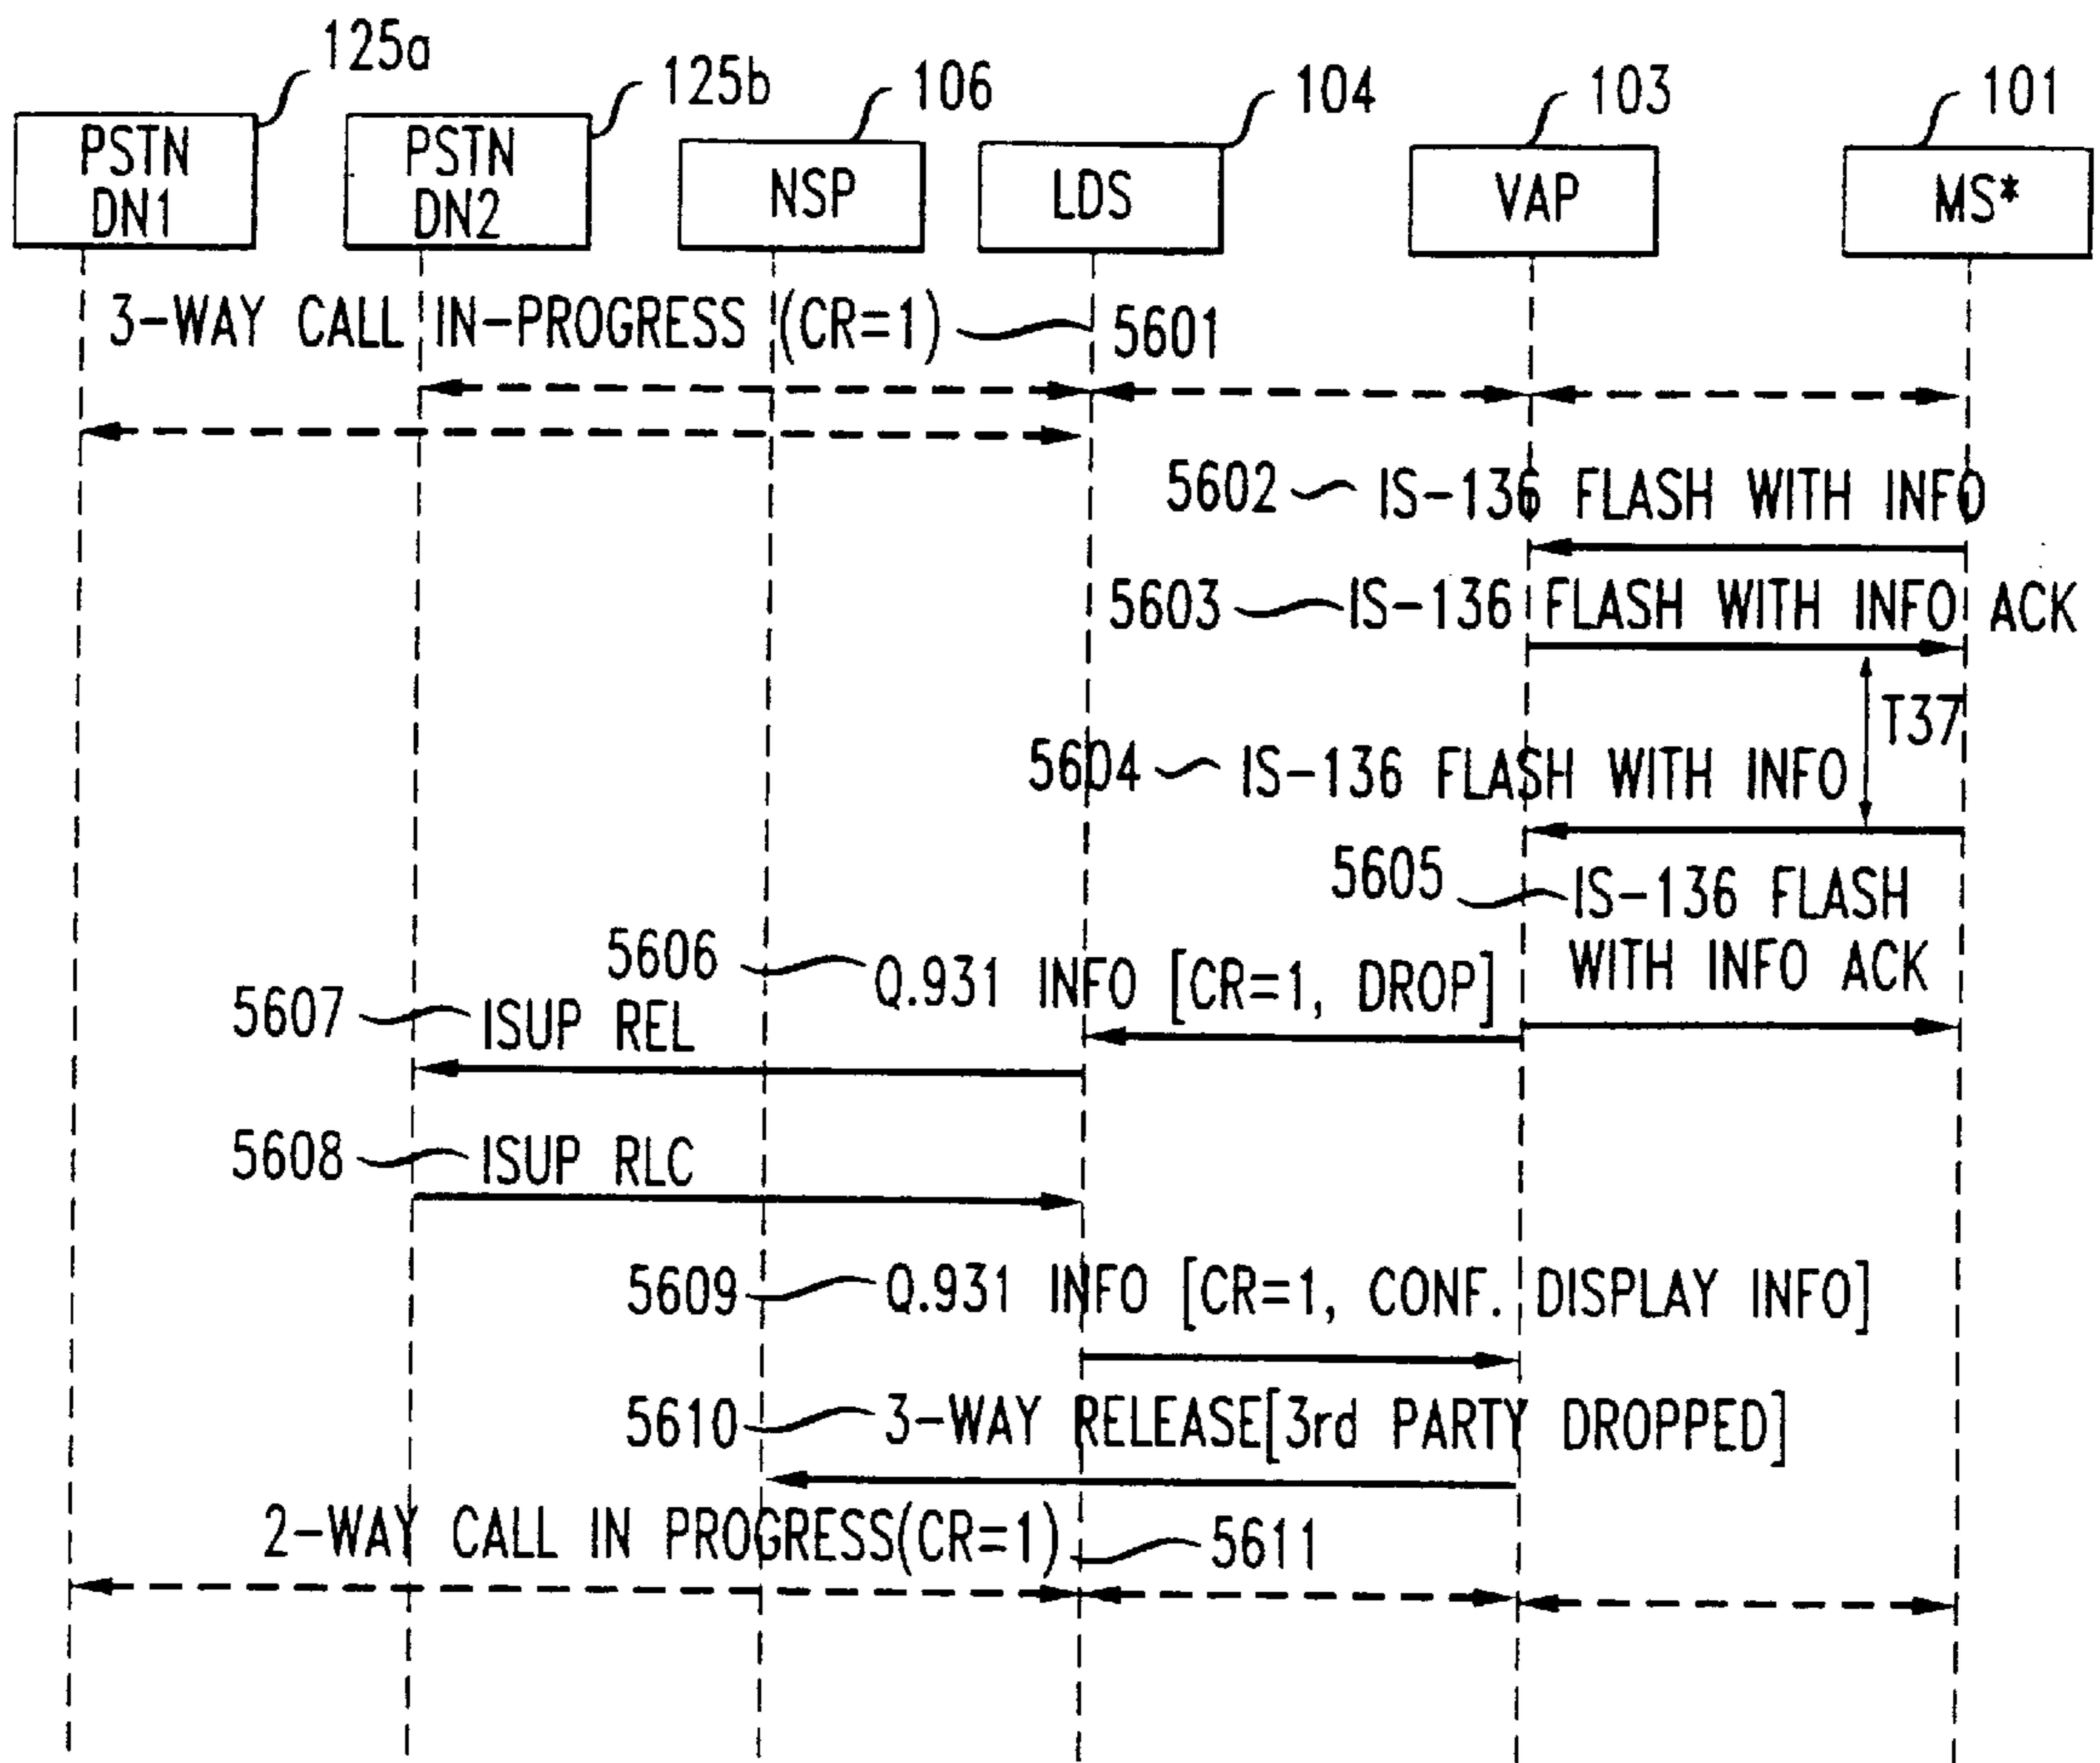 125a
125b
106
104
103
101
PSTN
DN1
PSTN
DN2
NSP
LDS
VAP
MS*
3-WAY CALL IN-PROGRESS (CR=1)
5601
5602
IS-136 FLASH WITH INFO
5603
IS-136 FLASH WITH INFO ACK
T37
5604
IS-136 FLASH WITH INFO
5605
IS-136 FLASH
WITH INFO ACK
5606
Q.931 INFO [CR=1, DROP]
5607
ISUP REL
5608
ISUP RLC
5609
Q.931 INFO [CR=1, CONF. DISPLAY INFO]
5610
3-WAY RELEASE[3rd PARTY DROPPED]
2-WAY CALL IN PROGRESS(CR=1)
5611